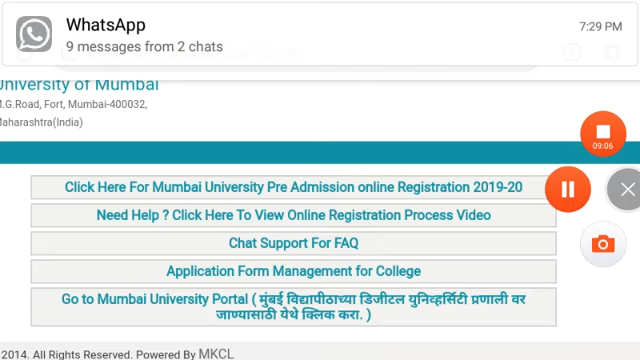 WhatsApp
7:29 PM
9 messages from 2 chats
University of Mumbai
M.G.Road, Fort, Mumbai-400032,
Maharashtra(India)
09:06
Click Here For Mumbai University Pre Admission online Registration 2019-20
Need Help ? Click Here To View Online Registration Process Video
Chat Support For FAQ
Application Form Management for College
Go to Mumbai University Portal ( मुंबई विद्यापीठाच्या डिजीटल युनिव्हर्सिटी प्रणाली वर
जाण्यासाठी येथे क्लिक करा. )
2014. All Rights Reserved. Powered By MKCL